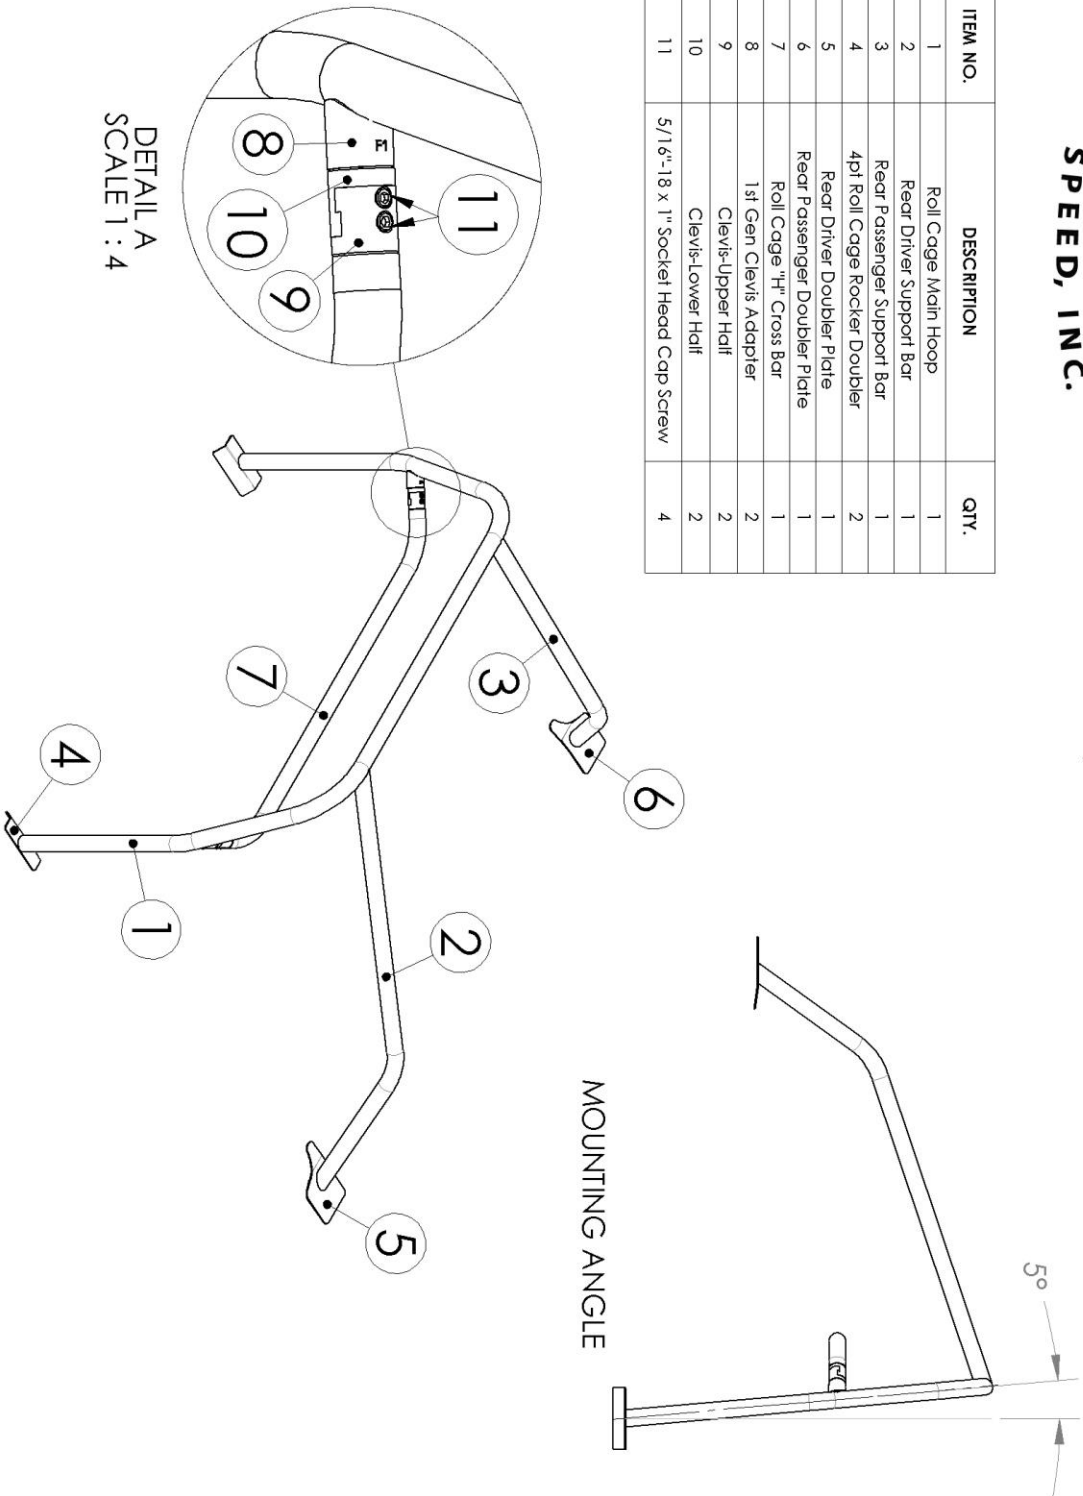 SPEED, INC.
ITEM NO. DESCRIPTION QTY.
1 Roll Cage Main Hoop 1
2 Rear Driver Support Bar 1
3 Rear Passenger Support Bar 1
4 4pt Roll Cage Rocker Doubler 2
5 Rear Driver Doubler Plate 1
6 Rear Passenger Doubler Plate 1
7 Roll Cage "H" Cross Bar 1
8 1st Gen Clevis Adapter 2
9 Clevis-Upper Half 2
10 Clevis-Lower Half 2
11 5/16"-18 x 1" Socket Head Cap Screw 4
5°
MOUNTING ANGLE
6
3
11
F1
8
10
9
2
5
7
1
4
DETAIL A
SCALE 1 : 4